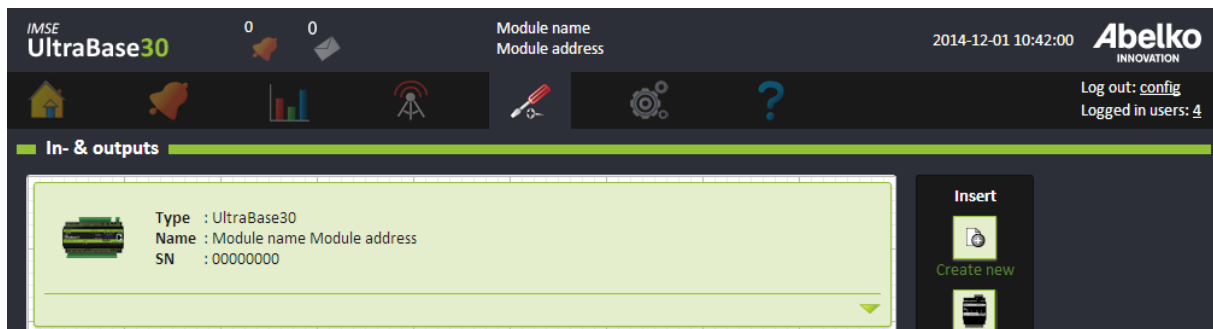 IMSE
UltraBase30
0
0
Module name
Module address
2014-12-01 10:42:00
Abelko
INNOVATION
Log out: config
Logged in users: 4
In- & outputs
Type : UltraBase30
Name : Module name Module address
SN : 00000000
Insert
Create new